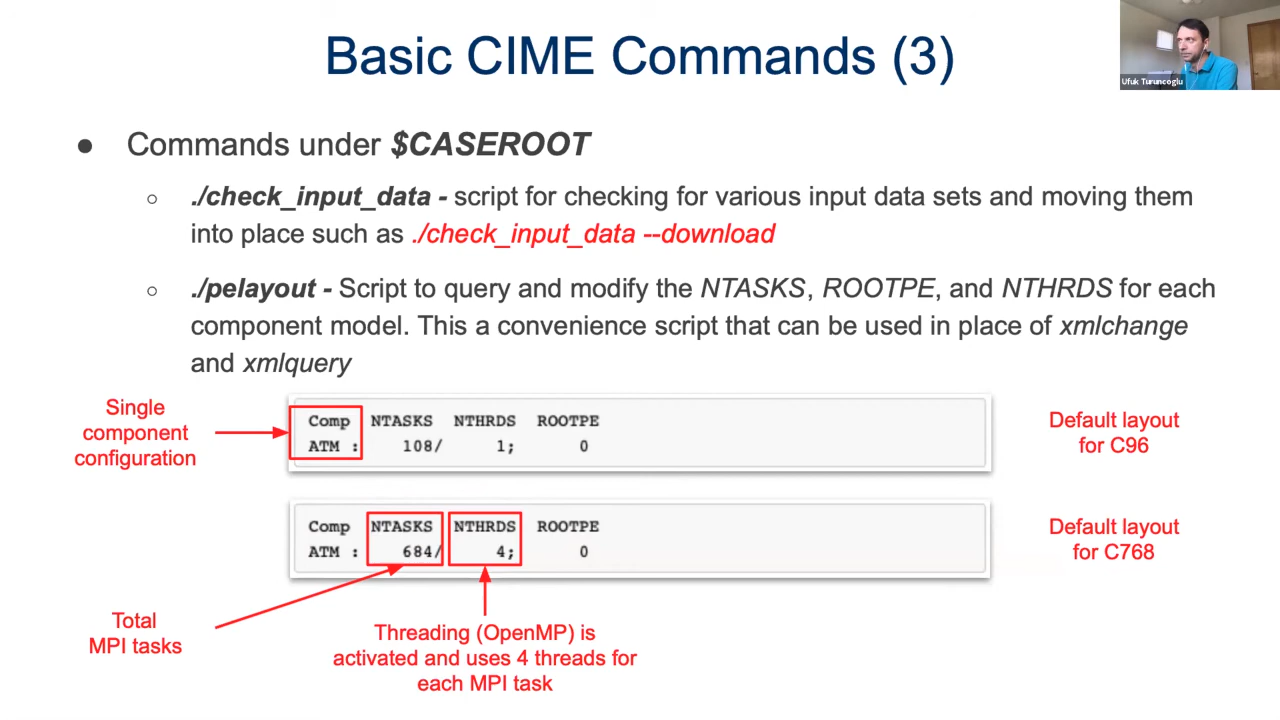 Basic CIME Commands (3)
Ufuk Turuncoglu
● Commands under $CASEROOT
○ ./check_input_data - script for checking for various input data sets and moving them
into place such as ./check_input_data --download
○ ./pelayout - Script to query and modify the NTASKS, ROOTPE, and NTHRDS for each
component model. This a convenience script that can be used in place of xmlchange
and xmlquery
Single
component
configuration
Comp NTASKS NTHRDS ROOTPE
ATM : 108/ 1; 0
Default layout
for C96
Comp NTASKS NTHRDS ROOTPE
ATM : 684/ 4; 0
Default layout
for C768
Total
MPI tasks
Threading (OpenMP) is
activated and uses 4 threads for
each MPI task